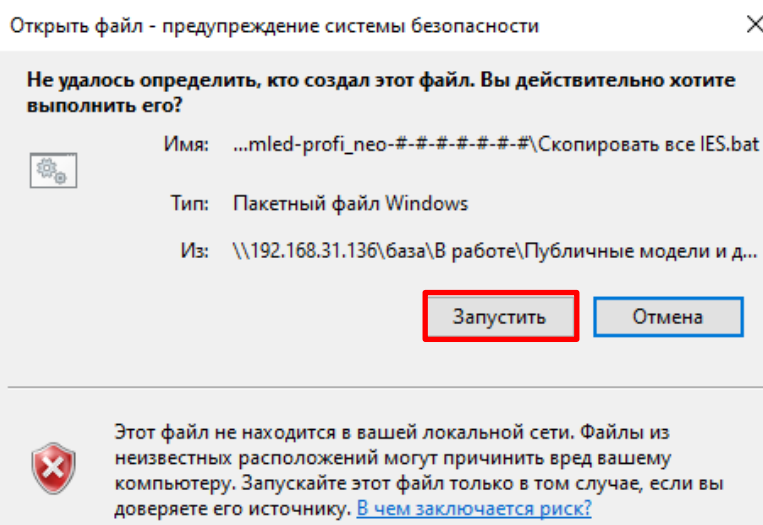 Открыть файл - предупреждение системы безопасности
Не удалось определить, кто создал этот файл. Вы действительно хотите
выполнить его?
Имя: ...mled-profi_neo-#-#-#-#-#-#-#\Скопировать все IES.bat
Тип: Пакетный файл Windows
Из: \\192.168.31.136\база\В работе\Публичные модели и д...
Запустить Отмена
Этот файл не находится в вашей локальной сети. Файлы из
неизвестных расположений могут причинить вред вашему
компьютеру. Запускайте этот файл только в том случае, если вы
доверяете его источнику. В чем заключается риск?